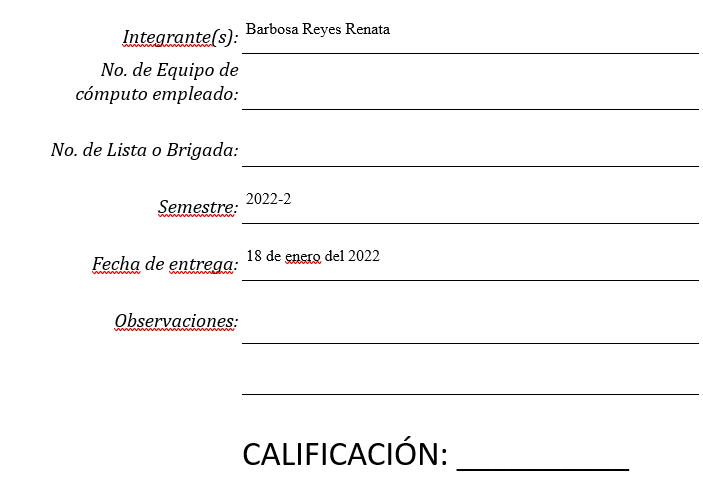 Integrante(s): Barbosa Reyes Renata
No. de Equipo de
cómputo empleado:
No. de Lista o Brigada:
Semestre: 2022-2
Fecha de entrega: 18 de enero del 2022
Observaciones:
CALIFICACIÓN: __________